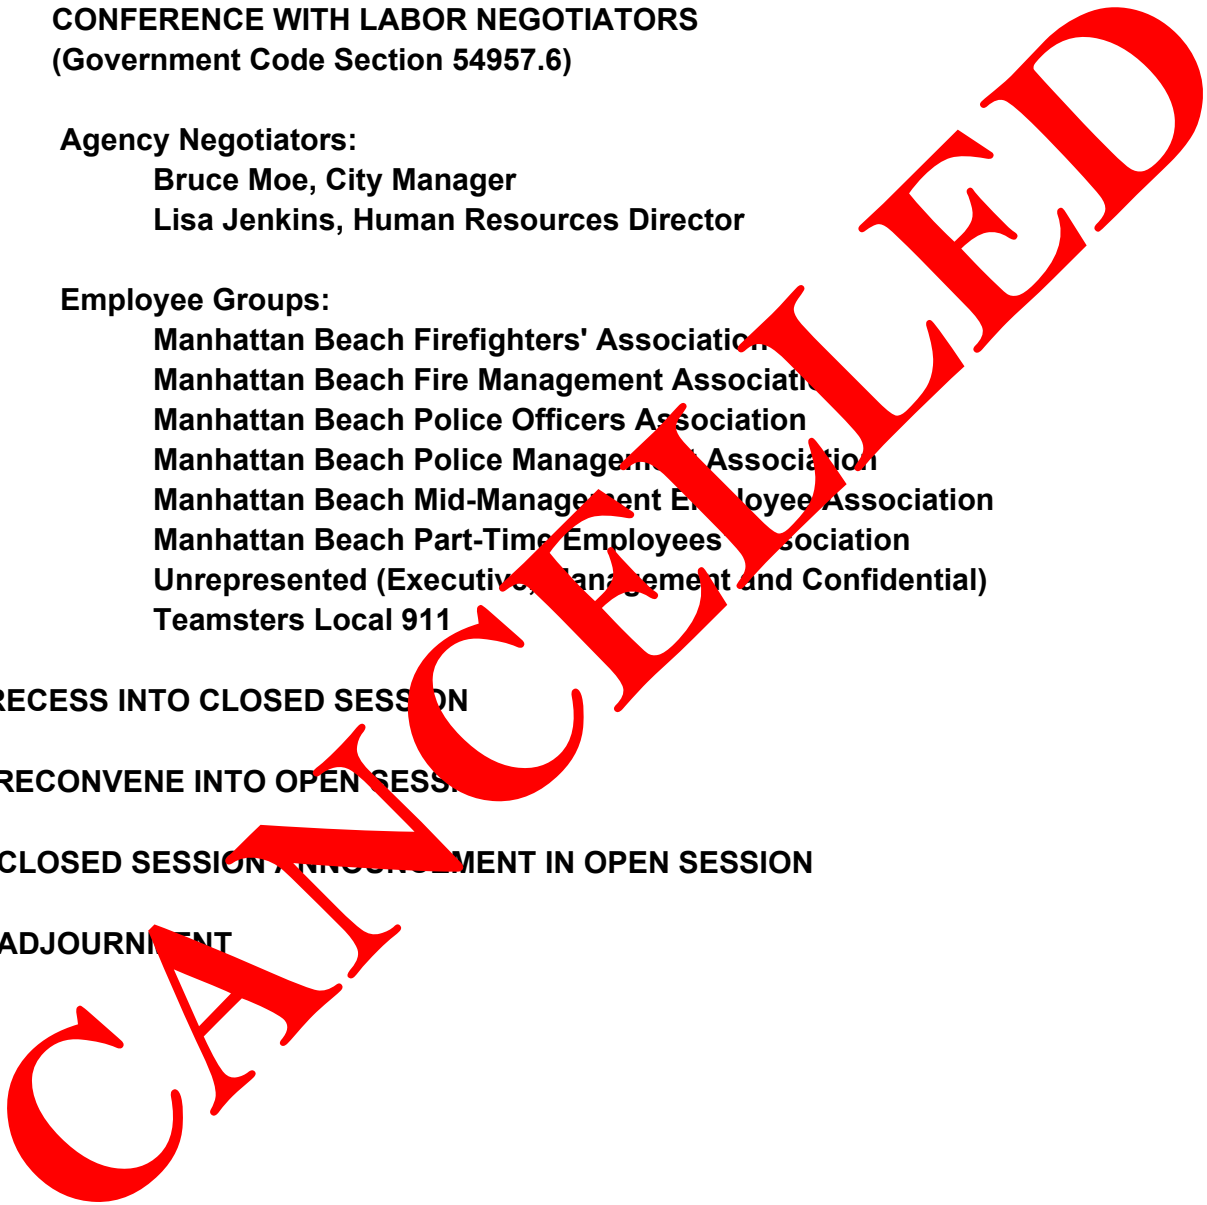 CONFERENCE WITH LABOR NEGOTIATORS
(Government Code Section 54957.6)
Agency Negotiators:
Bruce Moe, City Manager
Lisa Jenkins, Human Resources Director
Employee Groups:
Manhattan Beach Firefighters' Association
Manhattan Beach Fire Management Association
Manhattan Beach Police Officers Association
Manhattan Beach Police Management Association
Manhattan Beach Mid-Management Employee Association
Manhattan Beach Part-Time Employees' Association
Unrepresented (Executive, Management and Confidential)
Teamsters Local 911
RECESS INTO CLOSED SESSION
RECONVENE INTO OPEN SESSION
CLOSED SESSION ANNOUNCEMENT IN OPEN SESSION
ADJOURNMENT
CANCELLED